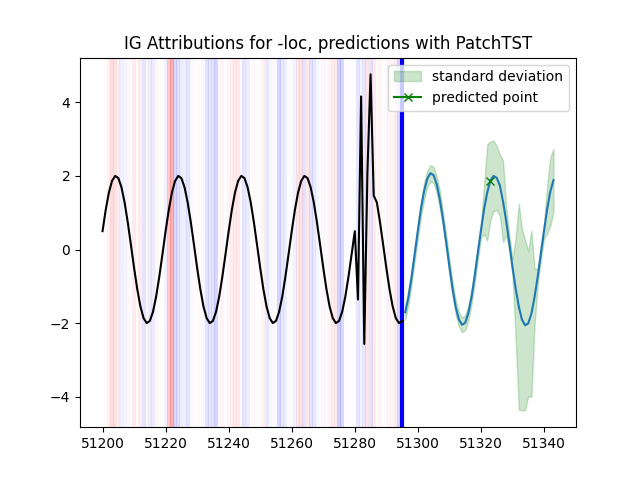 IG Attributions for -loc, predictions with PatchTST
standard deviation
predicted point
4
2
0
−2
−4
51200 51220 51240 51260 51280 51300 51320 51340